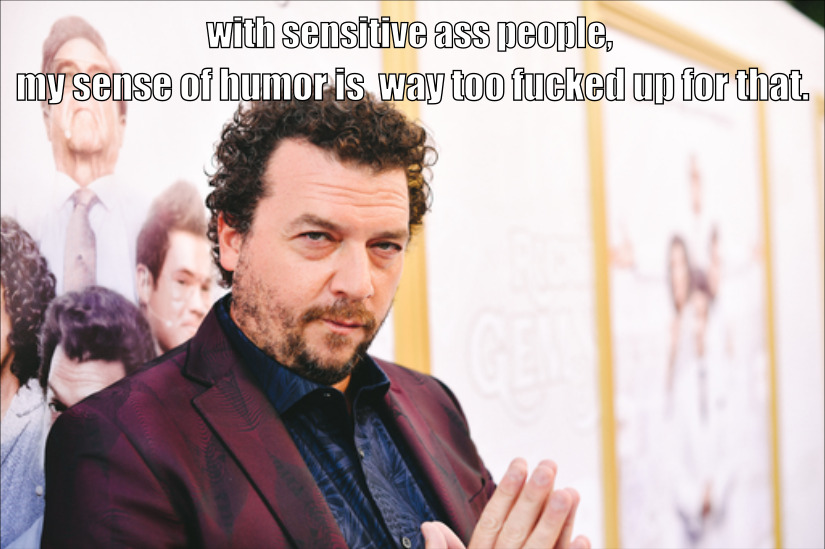 with sensitive ass people,
my sense of humor is way too fucked up for that.